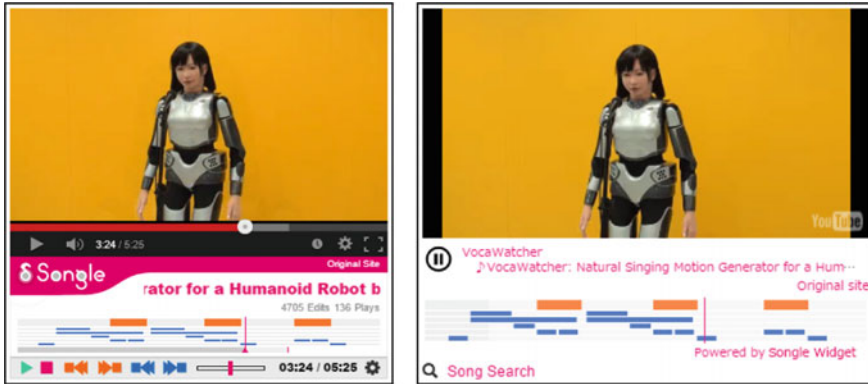 3:24 / 5:25
Songle
Original Site
rator for a Humanoid Robot b
4705 Edits 136 Plays
03:24 / 05:25
YouTube
VocaWatcher
♪VocaWatcher: Natural Singing Motion Generator for a Hum…
Original site
Powered by Songle Widget
Song Search